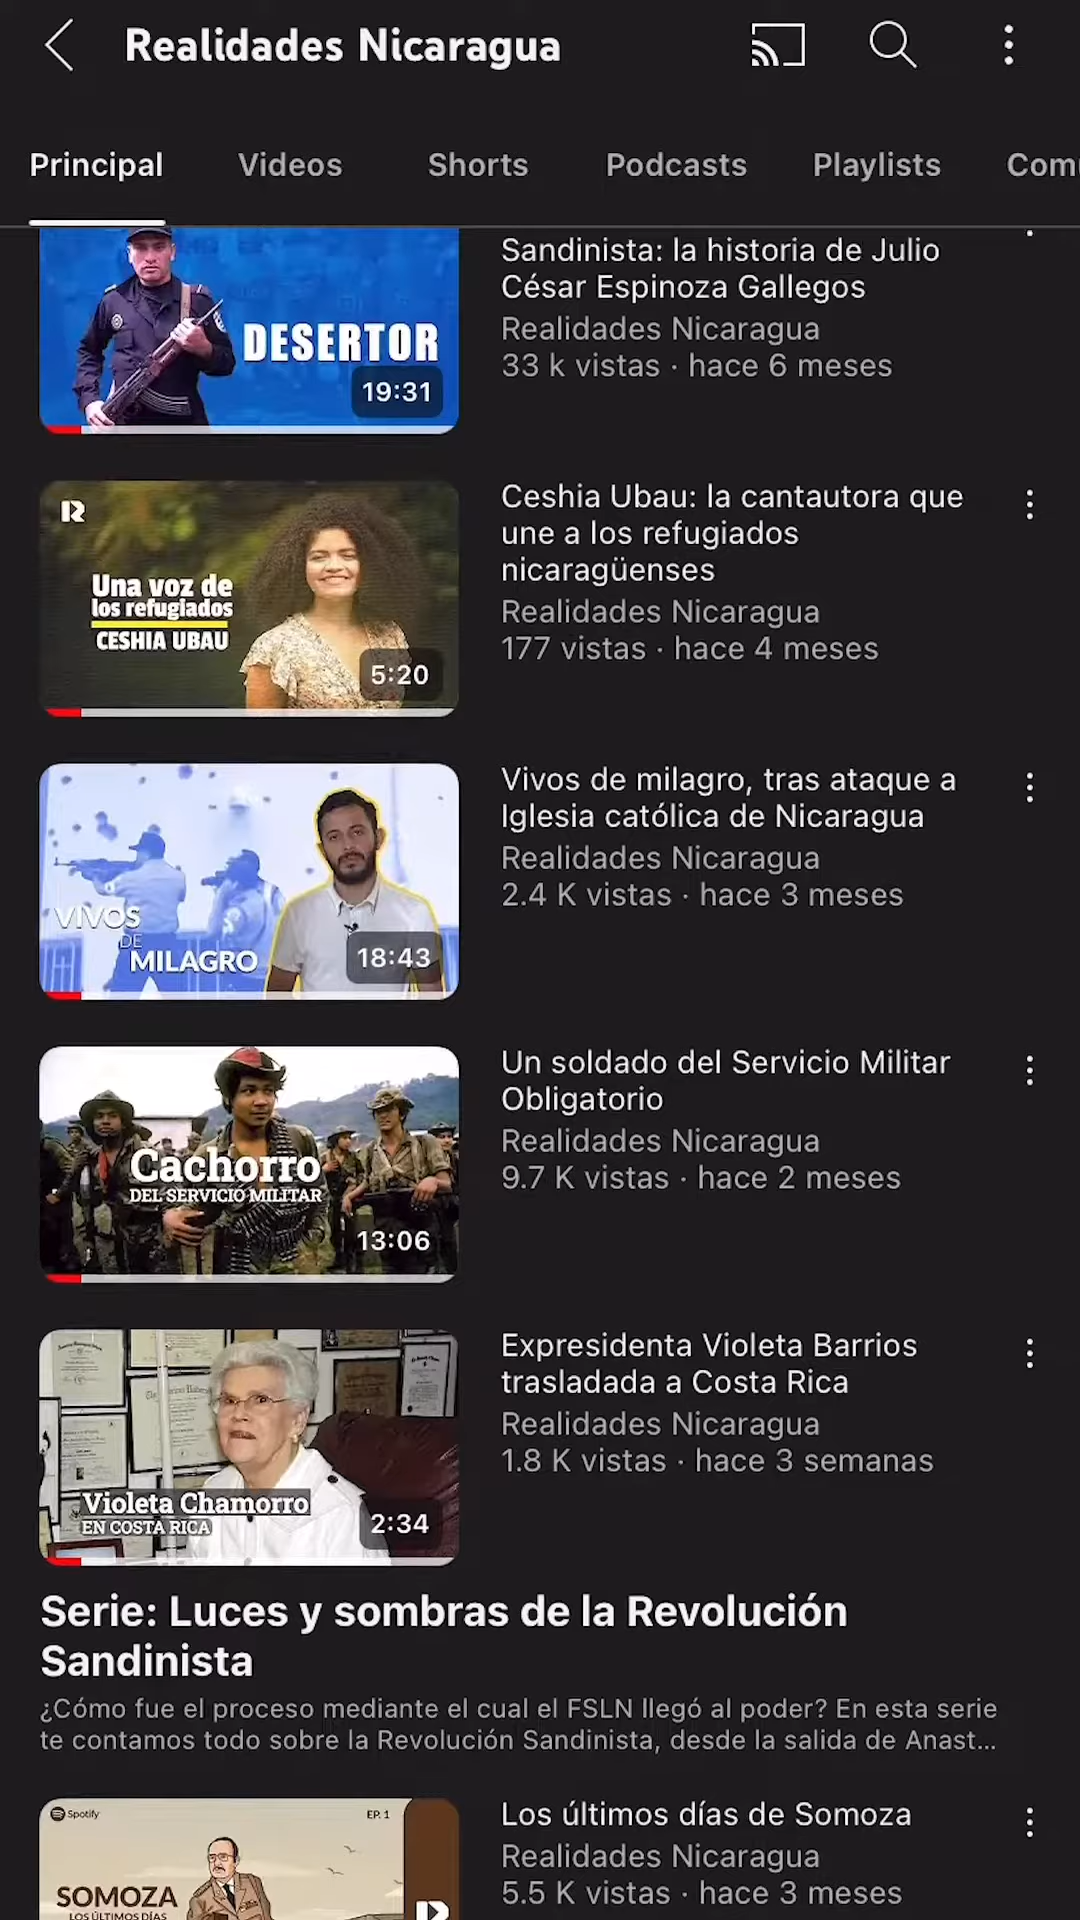 Realidades Nicaragua
Principal
Videos
Shorts
Podcasts
Playlists
Com
DESERTOR
19:31
Sandinista: la historia de Julio
César Espinoza Gallegos
Realidades Nicaragua
33 k vistas · hace 6 meses
R
Una voz de
los refugiados
CESHIA UBAU
5:20
Ceshia Ubau: la cantautora que
une a los refugiados
nicaragüenses
Realidades Nicaragua
177 vistas · hace 4 meses
VIVOS
DE
MILAGRO
18:43
Vivos de milagro, tras ataque a
Iglesia católica de Nicaragua
Realidades Nicaragua
2.4 K vistas · hace 3 meses
Cachorro
DEL SERVICIO MILITAR
13:06
Un soldado del Servicio Militar
Obligatorio
Realidades Nicaragua
9.7 K vistas · hace 2 meses
Violeta Chamorro
EN COSTA RICA
2:34
Expresidenta Violeta Barrios
trasladada a Costa Rica
Realidades Nicaragua
1.8 K vistas · hace 3 semanas
Serie: Luces y sombras de la Revolución
Sandinista
¿Cómo fue el proceso mediante el cual el FSLN llegó al poder? En esta serie
te contamos todo sobre la Revolución Sandinista, desde la salida de Anast...
Spotify
EP. 1
SOMOZA
LOS ÚLTIMOS DÍAS
Los últimos días de Somoza
Realidades Nicaragua
5.5 K vistas · hace 3 meses